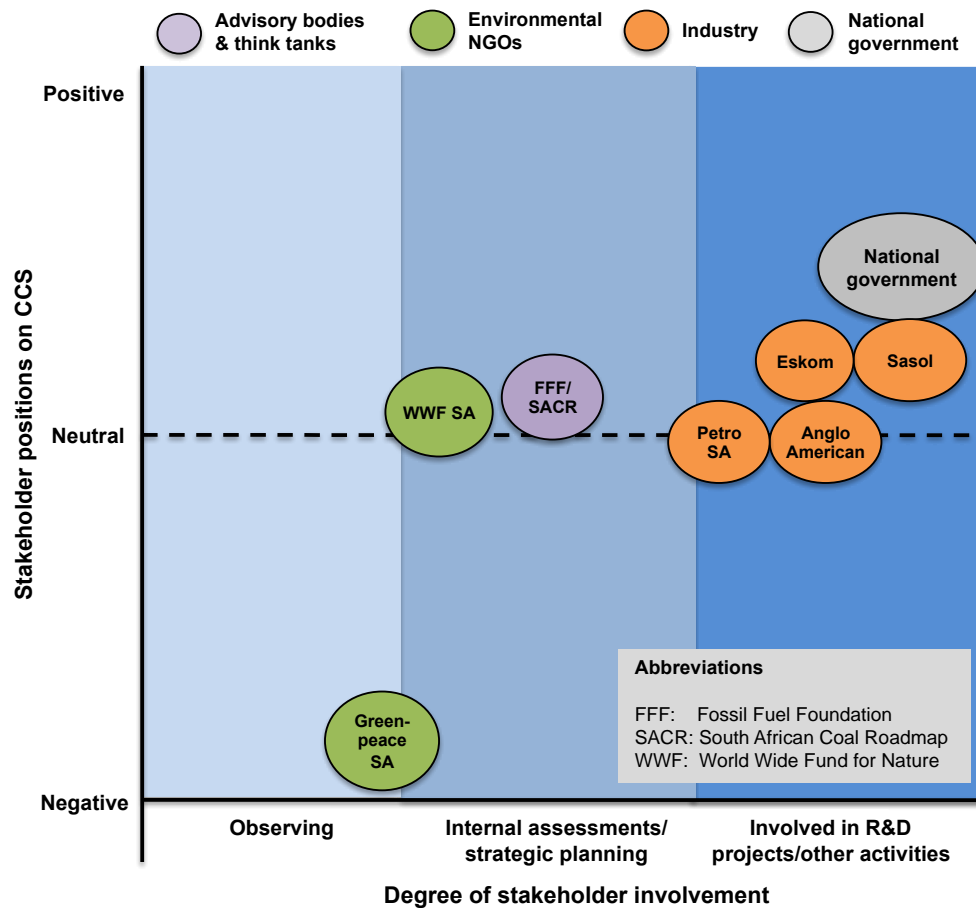 Advisory bodies
& think tanks
Environmental
NGOs
Industry
National
government
Positive
Neutral
Negative
Stakeholder positions on CCS
National
government
Eskom
Sasol
WWF SA
FFF/
SACR
Petro
SA
Anglo
American
Green-
peace
SA
Abbreviations
FFF: Fossil Fuel Foundation
SACR: South African Coal Roadmap
WWF: World Wide Fund for Nature
Observing
Internal assessments/
strategic planning
Involved in R&D
projects/other activities
Degree of stakeholder involvement